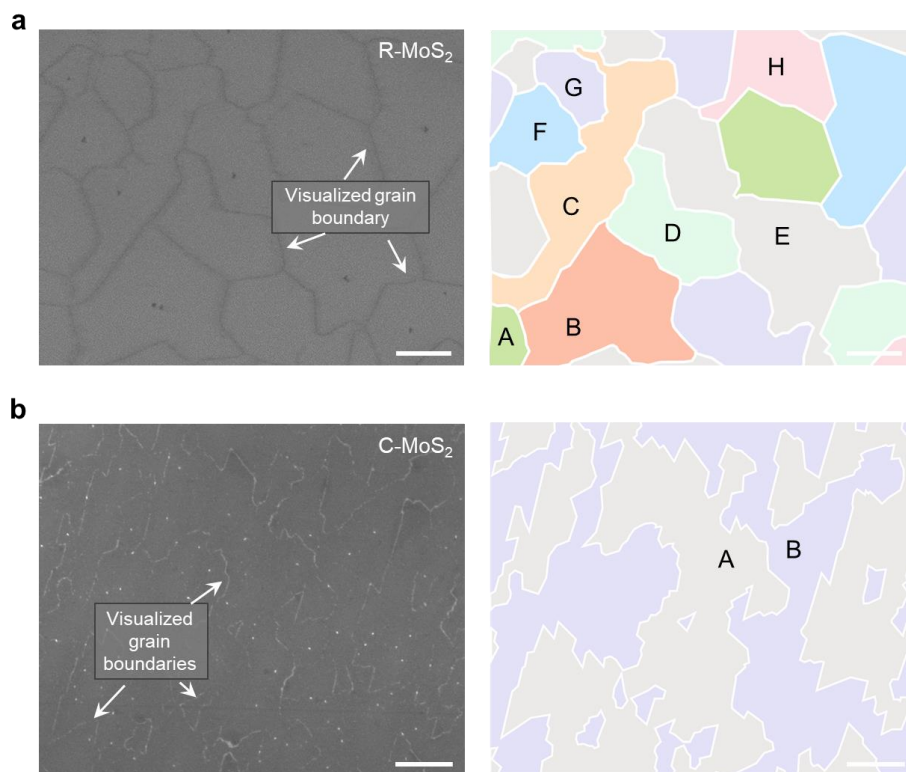 a
R-MoS₂
Visualized grain
boundary
A
B
C
D
E
F
G
H
b
C-MoS₂
Visualized
grain
boundaries
A
B